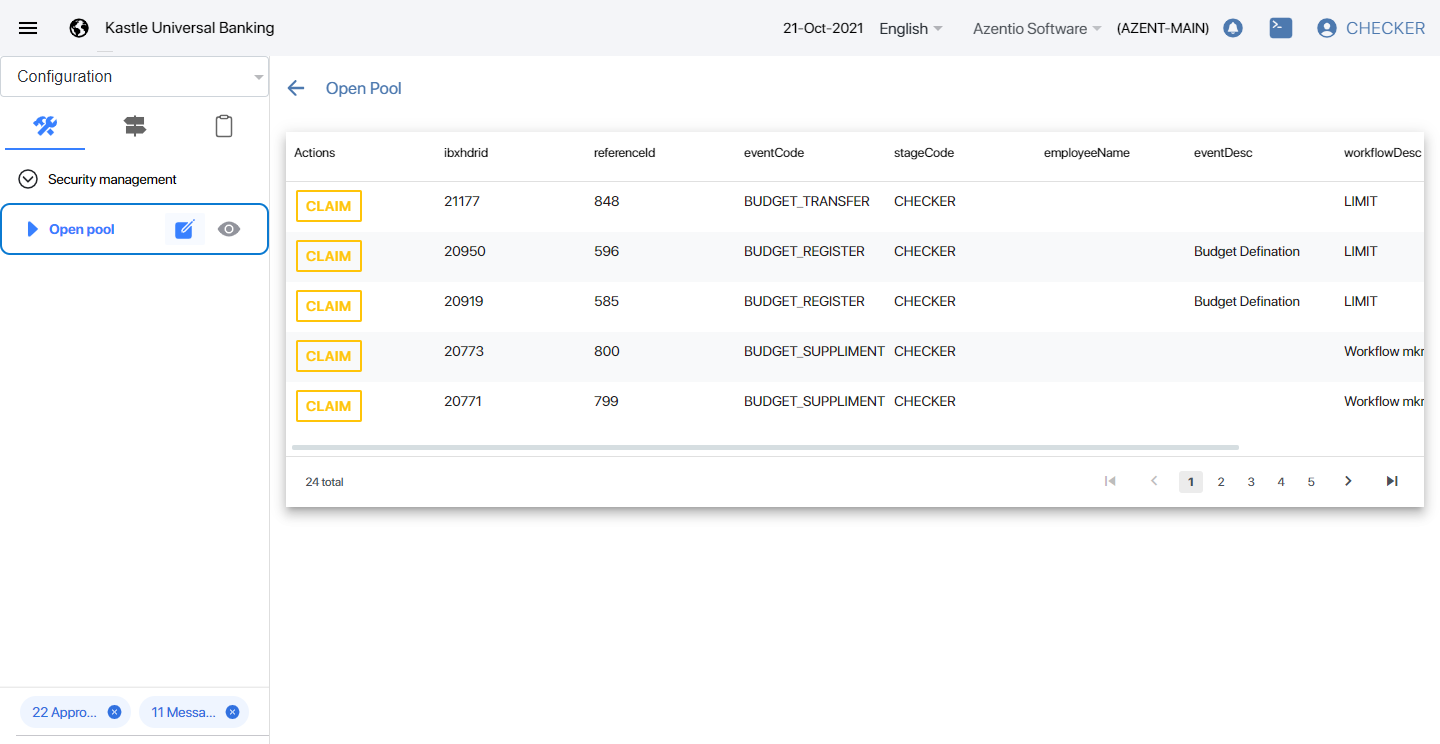 Kastle Universal Banking
21-Oct-2021 English Azentio Software (AZENT-MAIN) CHECKER
Configuration
Security management
Open pool
22 Appro... 11 Messa...
Open Pool
Actions ibxhdrid referenceId eventCode stageCode employeeName eventDesc workflowDesc
CLAIM 21177 848 BUDGET_TRANSFER CHECKER LIMIT
CLAIM 20950 596 BUDGET_REGISTER CHECKER Budget Defination LIMIT
CLAIM 20919 585 BUDGET_REGISTER CHECKER Budget Defination LIMIT
CLAIM 20773 800 BUDGET_SUPPLIMENT CHECKER Workflow mkr
CLAIM 20771 799 BUDGET_SUPPLIMENT CHECKER Workflow mkr
24 total 1 2 3 4 5